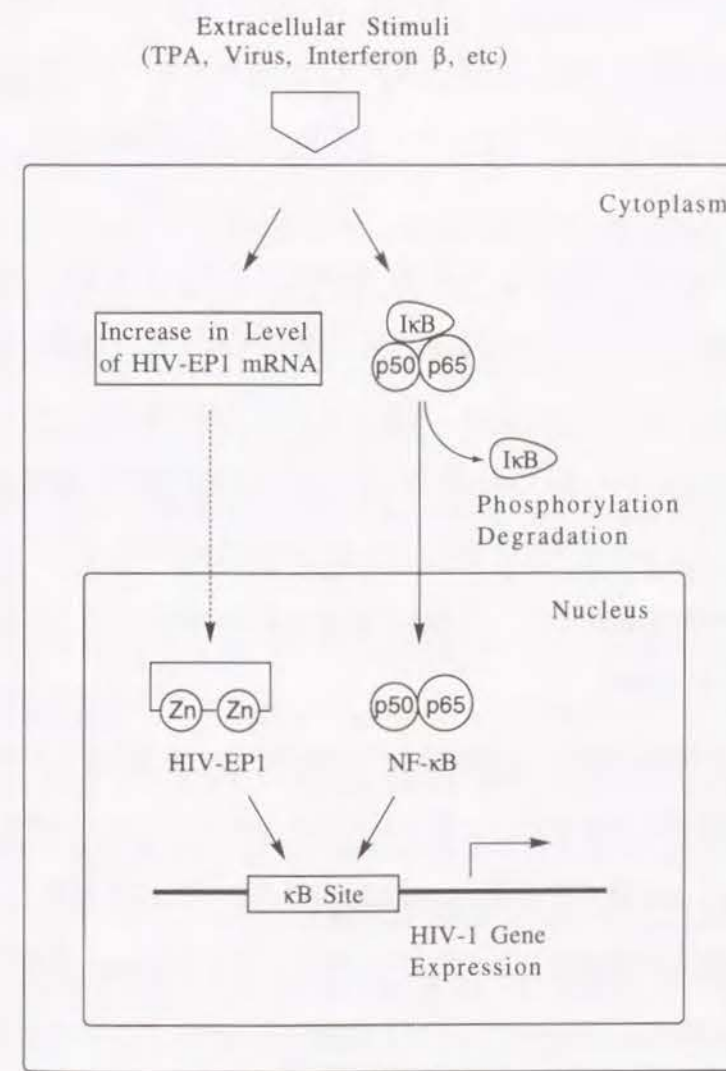 Extracellular Stimuli
(TPA, Virus, Interferon β, etc)
Cytoplasm
Increase in Level
of HIV-EP1 mRNA
IκB
p50 p65
IκB
Phosphorylation
Degradation
Nucleus
Zn Zn
p50 p65
HIV-EP1
NF-κB
κB Site
HIV-1 Gene
Expression